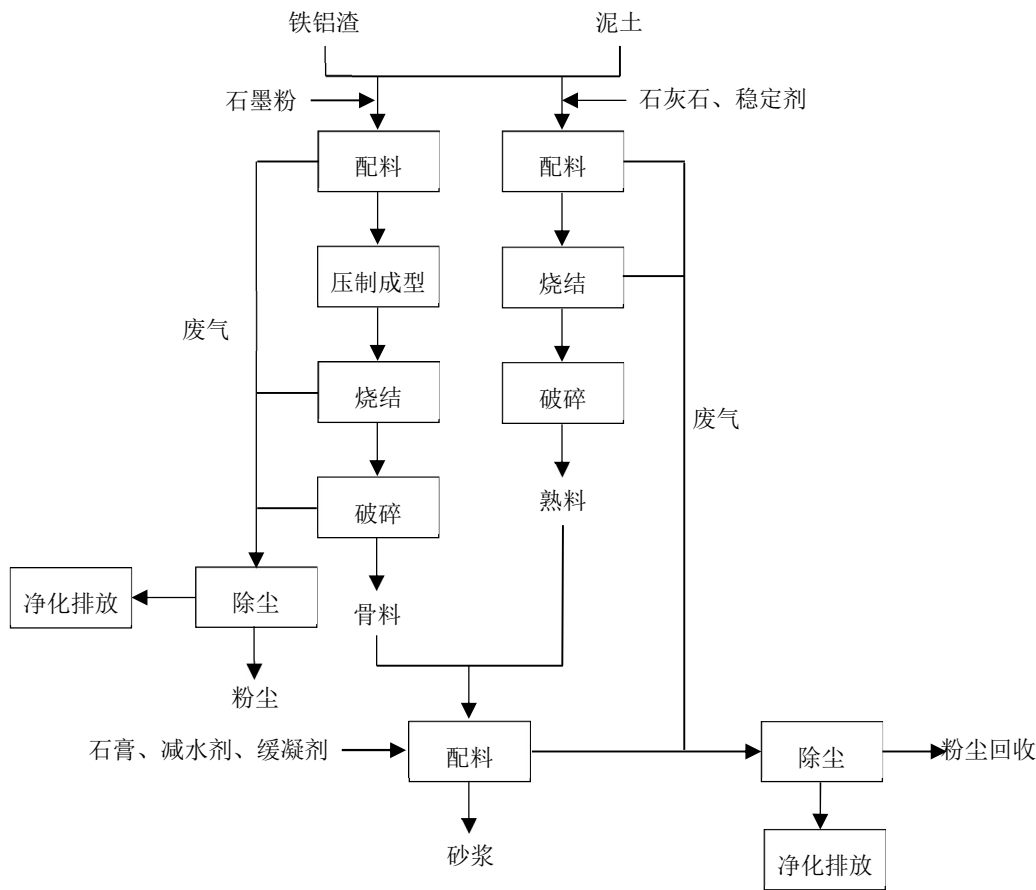 铁铝渣
泥土
石墨粉
石灰石、稳定剂
配料
配料
压制成型
烧结
废气
烧结
破碎
废气
破碎
熟料
净化排放
除尘
骨料
粉尘
石膏、减水剂、缓凝剂
配料
除尘
粉尘回收
砂浆
净化排放